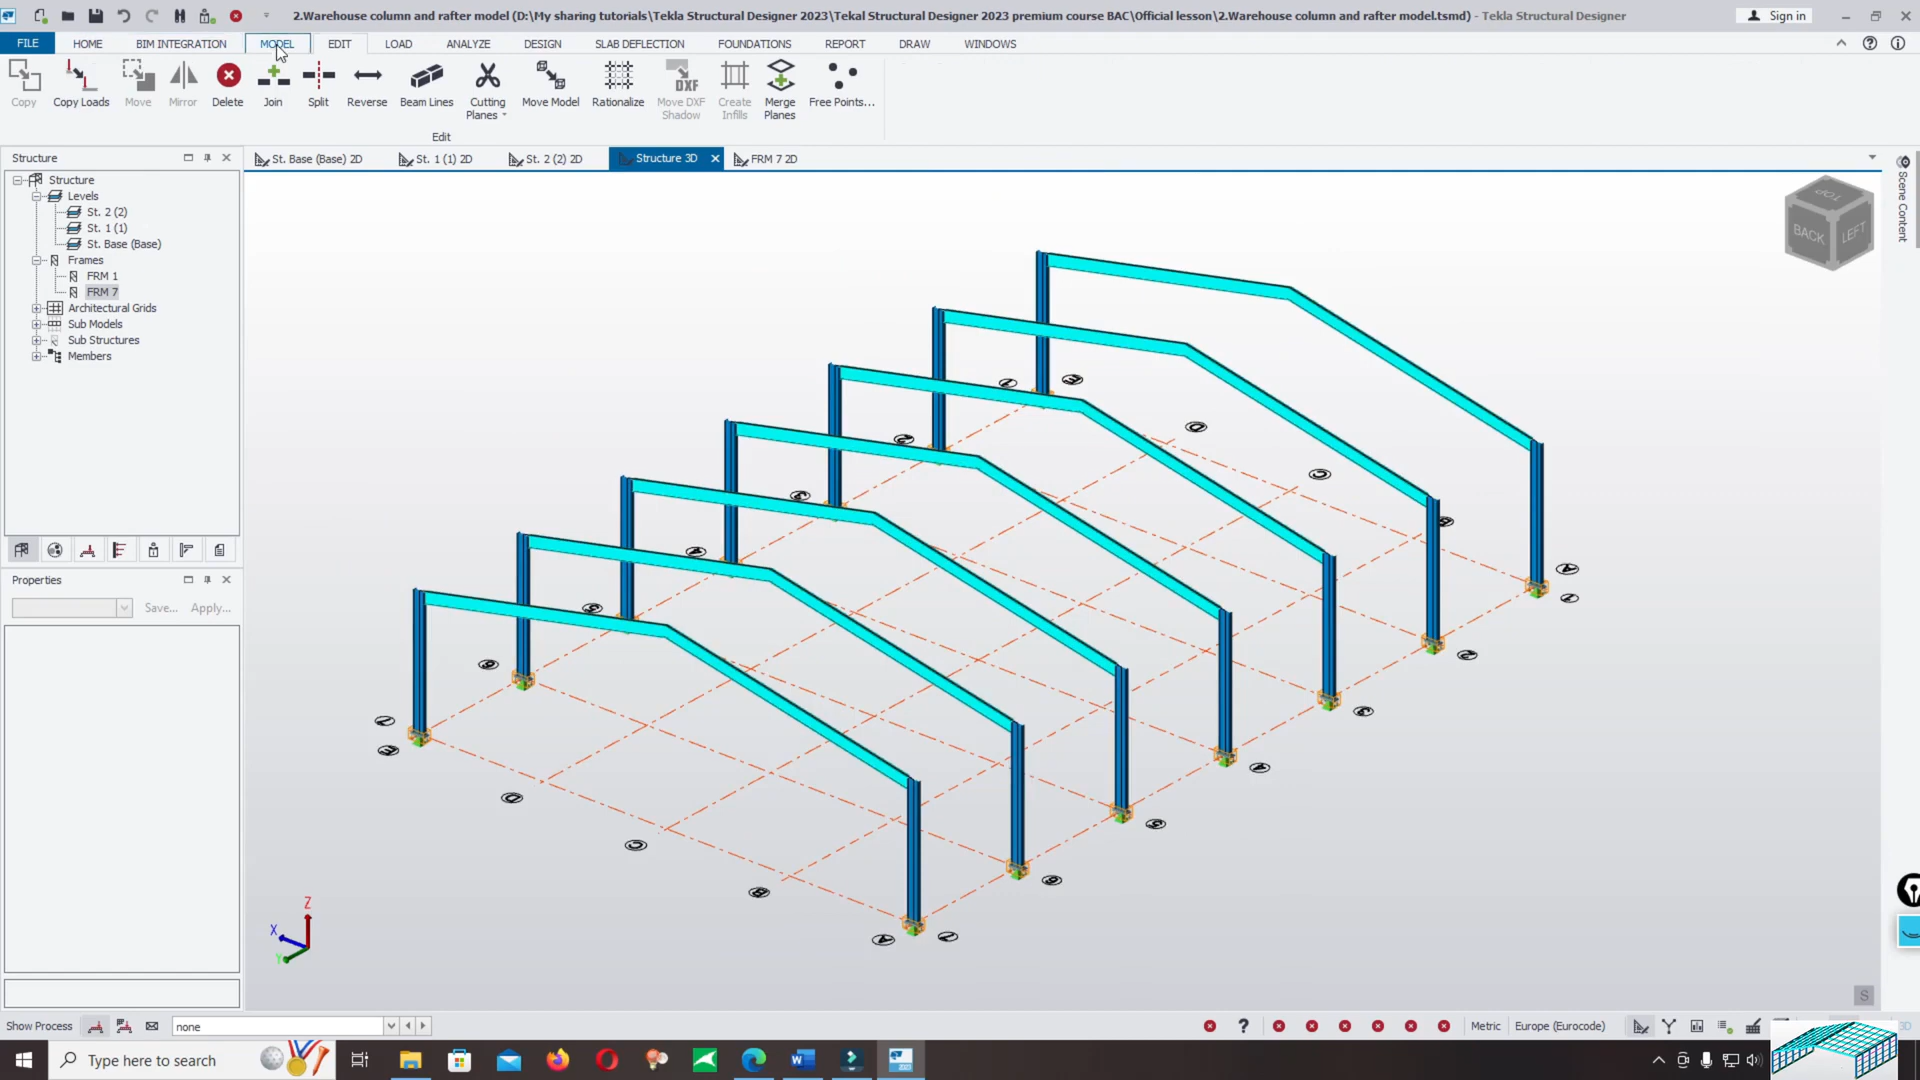 2.Warehouse column and rafter model (D:\My sharing tutorials\Tekla Structural Designer 2023\Tekal Structural Designer 2023 premium course BAC\Official lesson\2.Warehouse column and rafter model.tsmd) - Tekla Structural Designer
Sign in
FILE HOME BIM INTEGRATION MODEL EDIT LOAD ANALYZE DESIGN SLAB DEFLECTION FOUNDATIONS REPORT DRAW WINDOWS
Copy Copy Loads Move Mirror Delete Join Split Reverse Beam Lines Cutting Planes Move Model Rationalize Move DXF Shadow Create Infills Merge Planes Free Points...
DXF
Edit
Structure
St. Base (Base) 2D St. 1 (1) 2D St. 2 (2) 2D Structure 3D FRM 7 2D
Structure
Levels
St. 2 (2)
St. 1 (1)
St. Base (Base)
Frames
FRM 1
FRM 7
Architectural Grids
Sub Models
Sub Structures
Members
Scene Content
TOP
BACK
LEFT
Properties
Save... Apply...
Z
X
Y
S
Show Process
none
Metric
Europe (Eurocode)
Type here to search